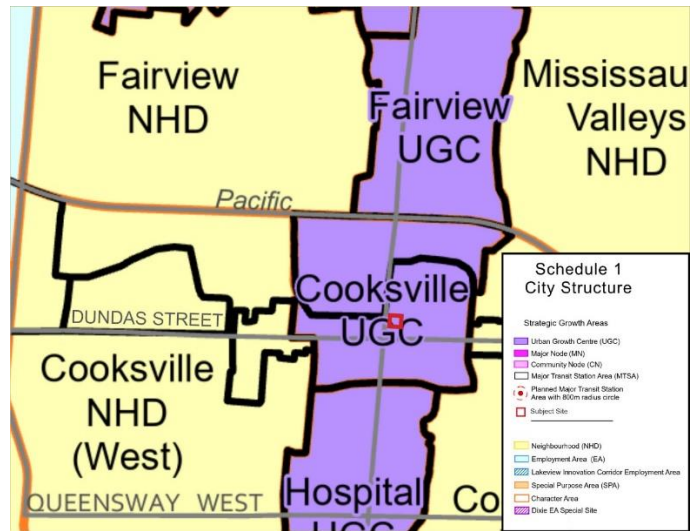 Fairview
NHD
Fairview
UGC
Mississau
Valleys
NHD
Pacific
Cooksville
UGC
DUNDAS STREET
Cooksville
NHD
(West)
QUEENSWAY WEST
Hospital
UGC
Co
Schedule 1
City Structure
Strategic Growth Areas
Urban Growth Centre (UGC)
Major Node (MN)
Community Node (CN)
Major Transit Station Area (MTSA)
Planned Major Transit Station
Area with 800m radius circle
Subject Site
Neighbourhood (NHD)
Employment Area (EA)
Lakeview Innovation Corridor Employment Area
Special Purpose Area (SPA)
Character Area
Dixie EA Special Site